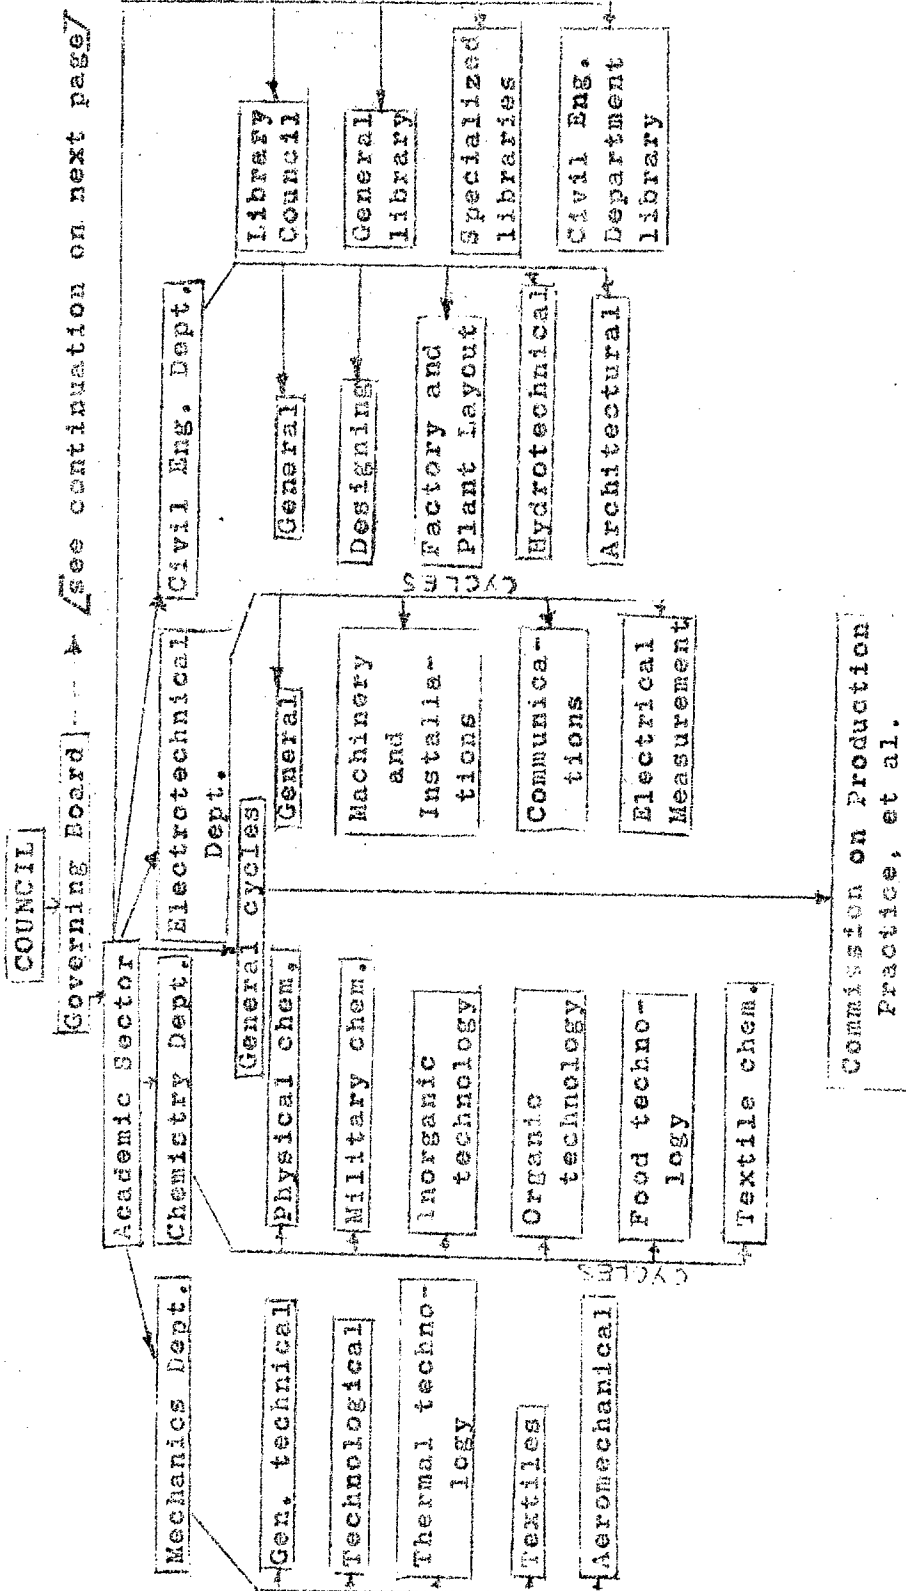 COUNCIL
Governing Board ---- /see continuation on next page/
Academic Sector
Mechanics Dept.
Chemistry Dept.
Electrotechnical
Dept.
Civil Eng. Dept.
General cycles
Gen. technical
Technological
Thermal techno-
logy
Textiles
Aeromechanical
CYCLES
Physical chem.
Military chem.
Inorganic
technology
Organic
technology
Food techno-
logy
Textile chem.
General
Machinery
and
Installa-
tions
Communica-
tions
Electrical
Measurement
CYCLES
General
Designing
Factory and
Plant Layout
Hydrotechnical
Architectural
Library
Council
General
library
Specialized
libraries
Civil Eng.
Department
library
Commission on Production
Practice, et al.